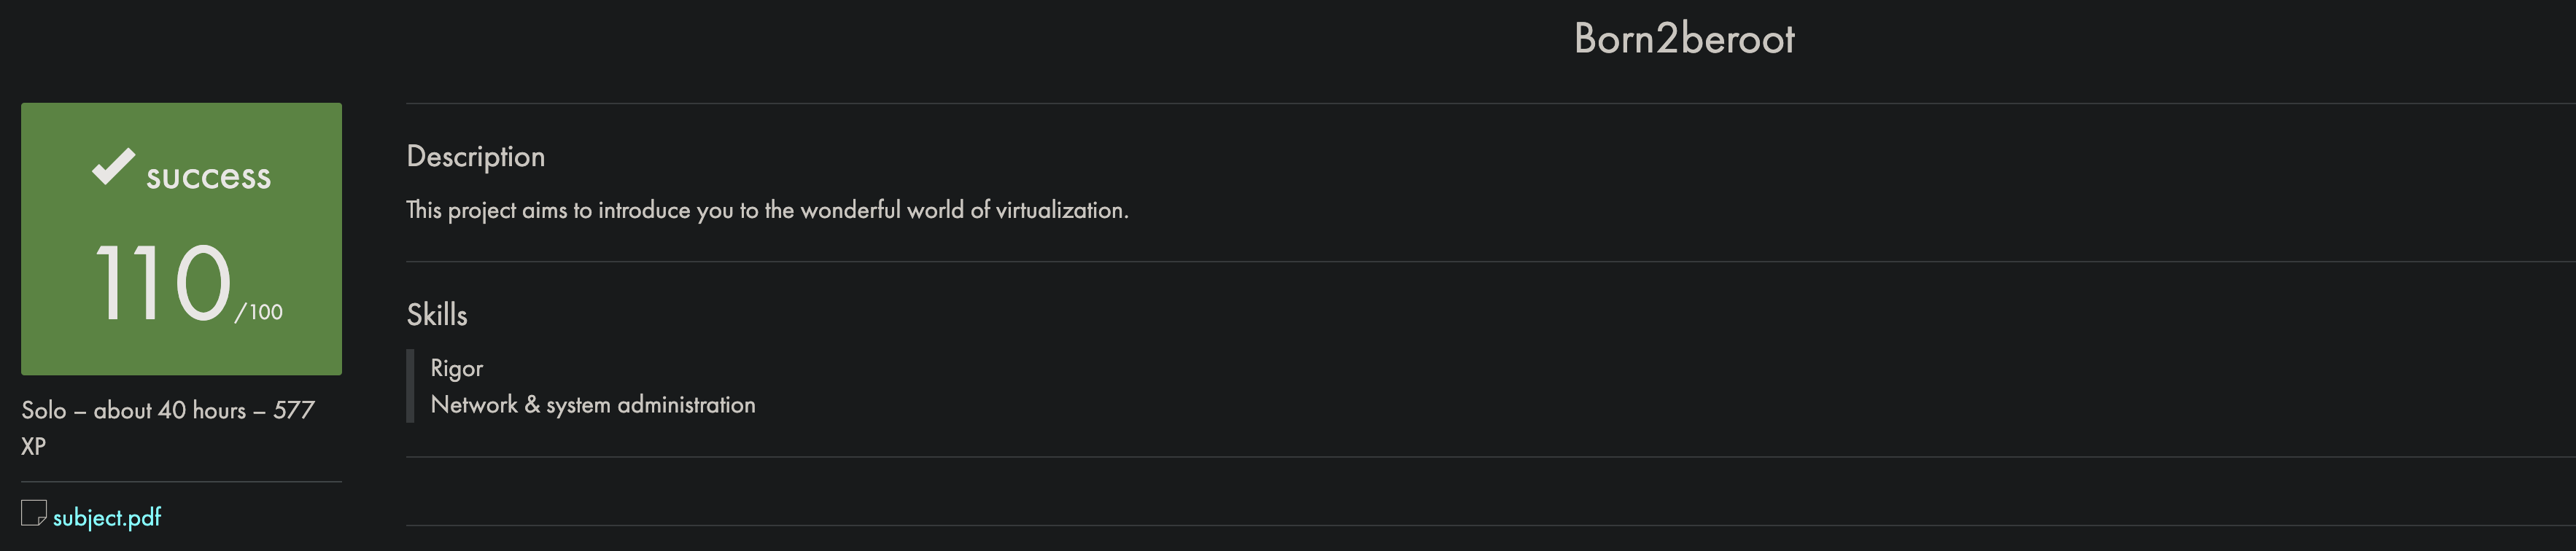 Born2beroot
success
110/100
Solo – about 40 hours – 577
XP
subject.pdf
Description
This project aims to introduce you to the wonderful world of virtualization.
Skills
Rigor
Network & system administration